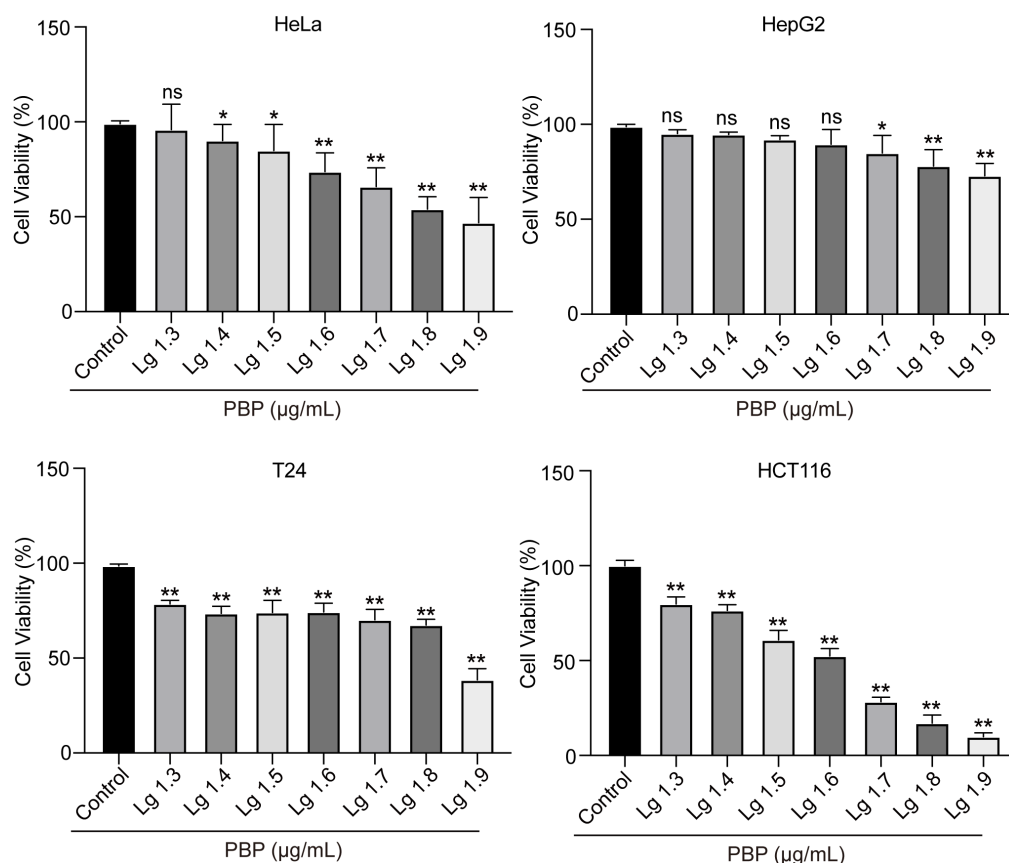 HeLa
150
100
50
0
Cell Viability (%)
ns
*
*
**
**
**
**
Control
Lg 1.3
Lg 1.4
Lg 1.5
Lg 1.6
Lg 1.7
Lg 1.8
Lg 1.9
PBP (μg/mL)
HepG2
150
100
50
0
Cell Viability (%)
ns
ns
ns
ns
*
**
**
Control
Lg 1.3
Lg 1.4
Lg 1.5
Lg 1.6
Lg 1.7
Lg 1.8
Lg 1.9
PBP (μg/mL)
T24
150
100
50
0
Cell Viability (%)
**
**
**
**
**
**
**
Control
Lg 1.3
Lg 1.4
Lg 1.5
Lg 1.6
Lg 1.7
Lg 1.8
Lg 1.9
PBP (μg/mL)
HCT116
150
100
50
0
Cell Viability (%)
**
**
**
**
**
**
**
Control
Lg 1.3
Lg 1.4
Lg 1.5
Lg 1.6
Lg 1.7
Lg 1.8
Lg 1.9
PBP (μg/mL)